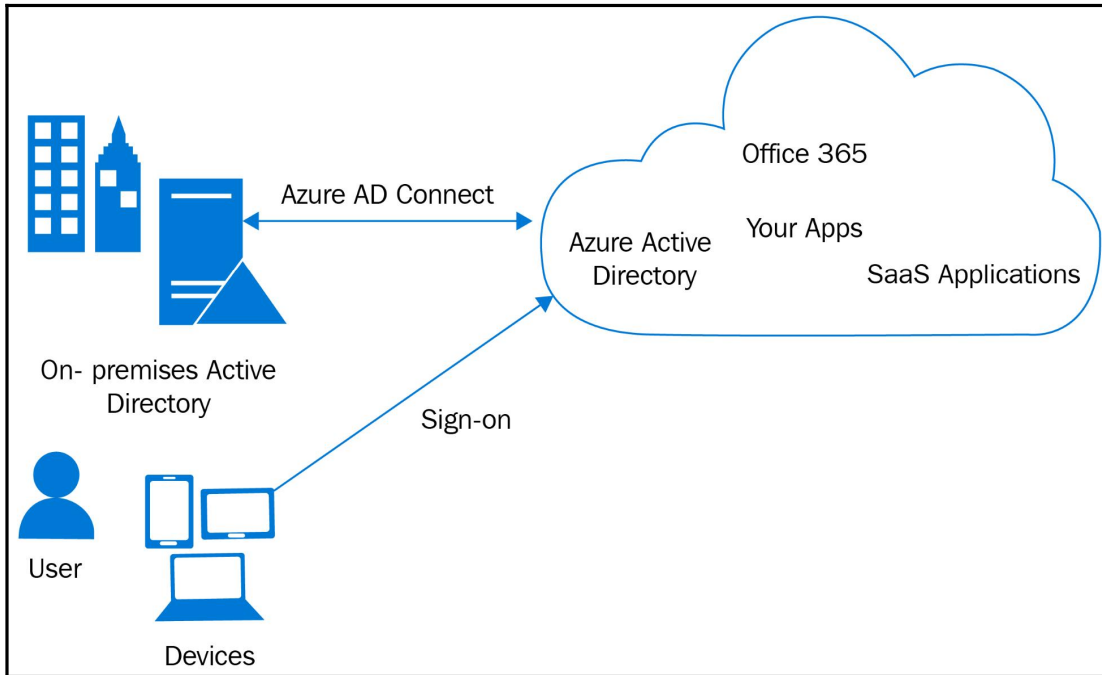 Office 365
Azure AD Connect
Your Apps
Azure Active
Directory
SaaS Applications
On- premises Active
Directory
Sign-on
User
Devices